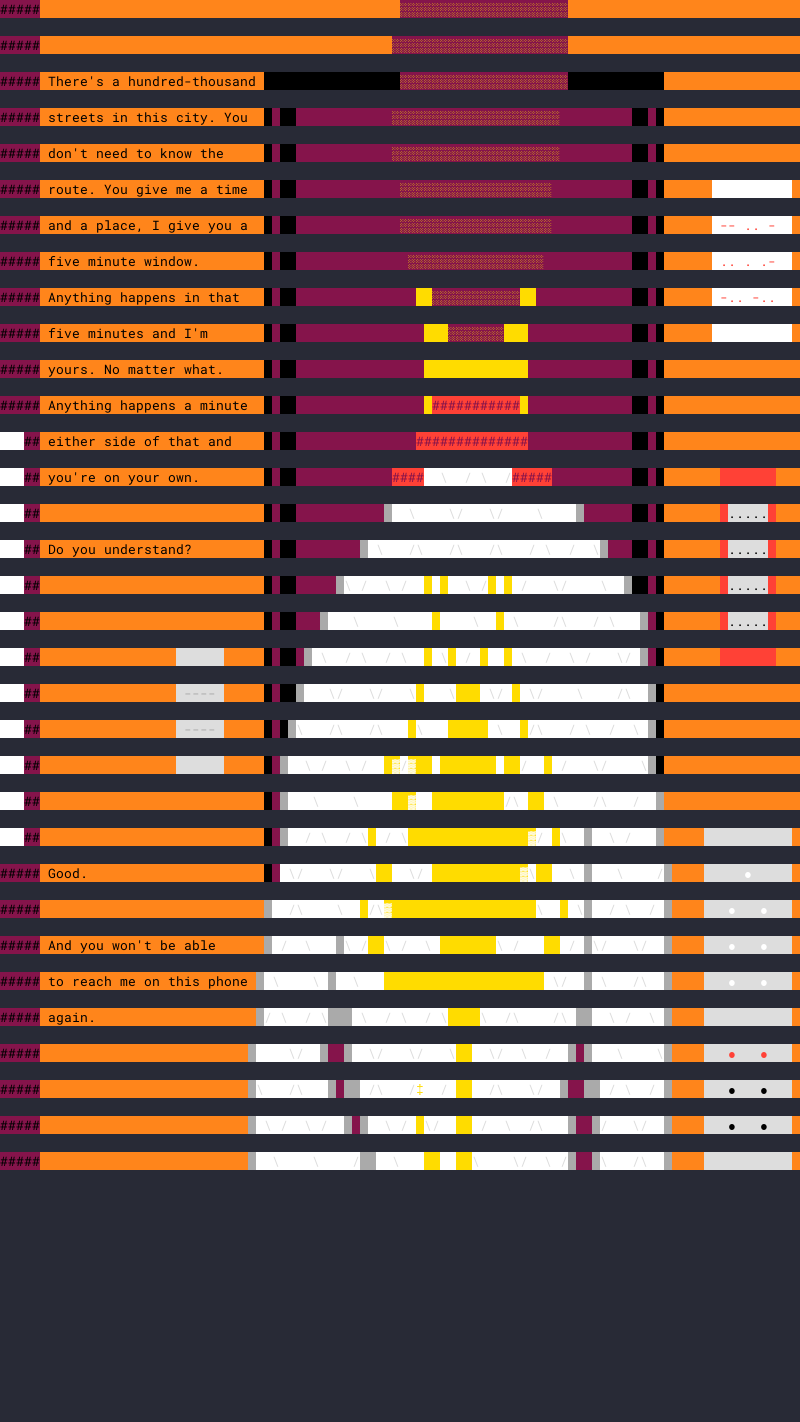 There's a hundred-thousand
streets in this city. You
don't need to know the
route. You give me a time
and a place, I give you a
five minute window.
Anything happens in that
five minutes and I'm
yours. No matter what.
Anything happens a minute
either side of that and
you're on your own.
Do you understand?
Good.
And you won't be able
to reach me on this phone
again.